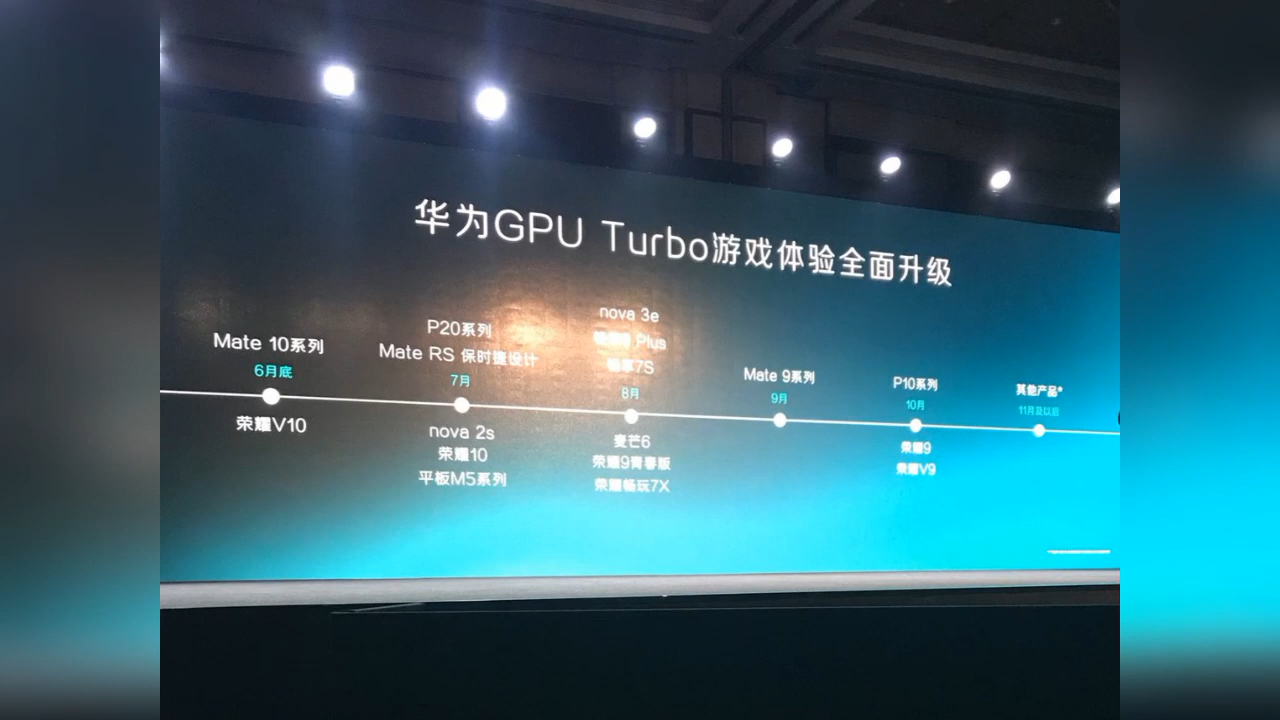 华为GPU Turbo游戏体验全面升级
Mate 10系列
6月底
荣耀V10
P20系列
Mate RS 保时捷设计
7月
nova 2s
荣耀10
平板M5系列
nova 3e
Plus
畅享7S
8月
麦芒6
荣耀9青春版
荣耀畅玩7X
Mate 9系列
9月
P10系列
10月
荣耀9
荣耀V9
其他产品*
11月及以后